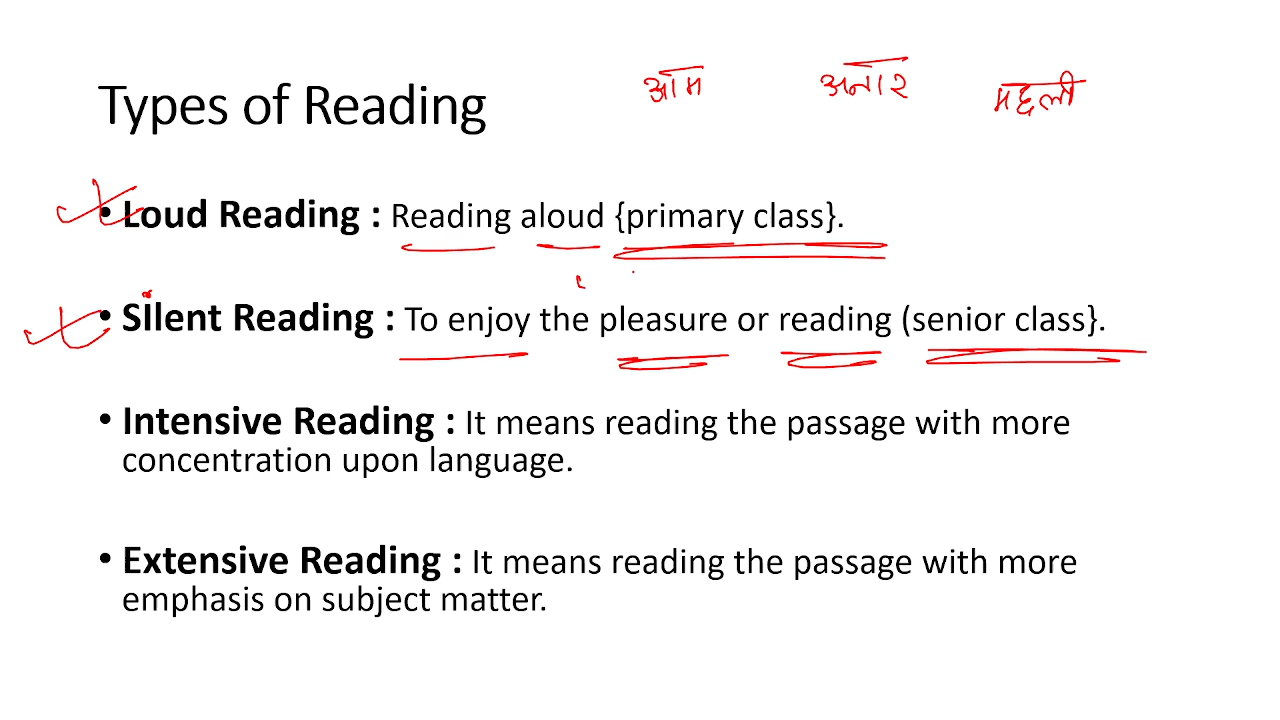 आम अनार मछली
Types of Reading
• Loud Reading : Reading aloud {primary class}.
• Silent Reading : To enjoy the pleasure or reading (senior class}.
• Intensive Reading : It means reading the passage with more
concentration upon language.
• Extensive Reading : It means reading the passage with more
emphasis on subject matter.